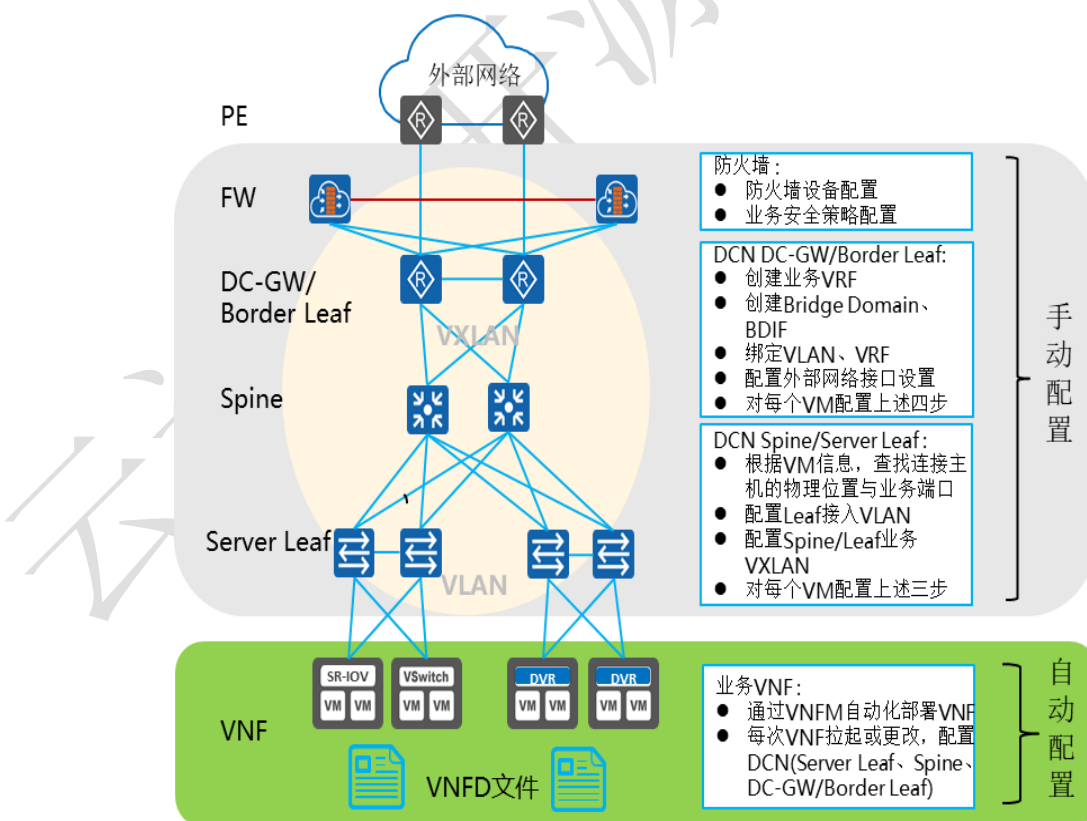 外部网络
PE
FW
防火墙:
● 防火墙设备配置
● 业务安全策略配置
DC-GW/
Border Leaf
VXLAN
DCN DC-GW/Border Leaf:
● 创建业务VRF
● 创建Bridge Domain、
BDIF
● 绑定VLAN、VRF
● 配置外部网络接口设置
● 对每个VM配置上述四步
手动配置
Spine
DCN Spine/Server Leaf:
● 根据VM信息，查找连接主
机的物理位置与业务端口
● 配置Leaf接入VLAN
● 配置Spine/Leaf业务
VXLAN
● 对每个VM配置上述三步
Server Leaf
VLAN
SR-IOV
VM VM
VSwitch
VM VM
DVR
VM VM
DVR
VM VM
VNF
VNFD文件
业务VNF:
● 通过VNFM自动化部署VNF
● 每次VNF拉起或更改，配置
DCN(Server Leaf、Spine、
DC-GW/Border Leaf)
自动配置
R
R
R
R